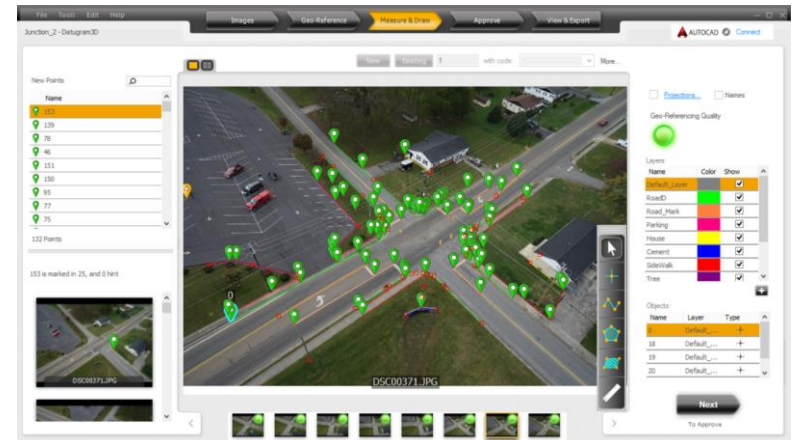 File Tools Edit Help
Images Geo-Reference Measure & Draw Approve View & Export
Junction_2 - Datugram3D
AUTOCAD Connect
New Existing 1 with code: More...
New Points
Name
153
139
78
46
151
150
95
77
75
132 Points
153 is marked in 25, and 0 hint
DSC00371.JPG
0
DSC00371.JPG
Projections... Names
Geo-Referencing Quality
Layers:
Name Color Show
Default_Layer
RoadD
Road_Mark
Parking
House
Cement
SideWalk
Tree
Objects:
Name Layer Type
0 Default_...
18 Default_...
19 Default_...
20 Default_...
Next
To Approve